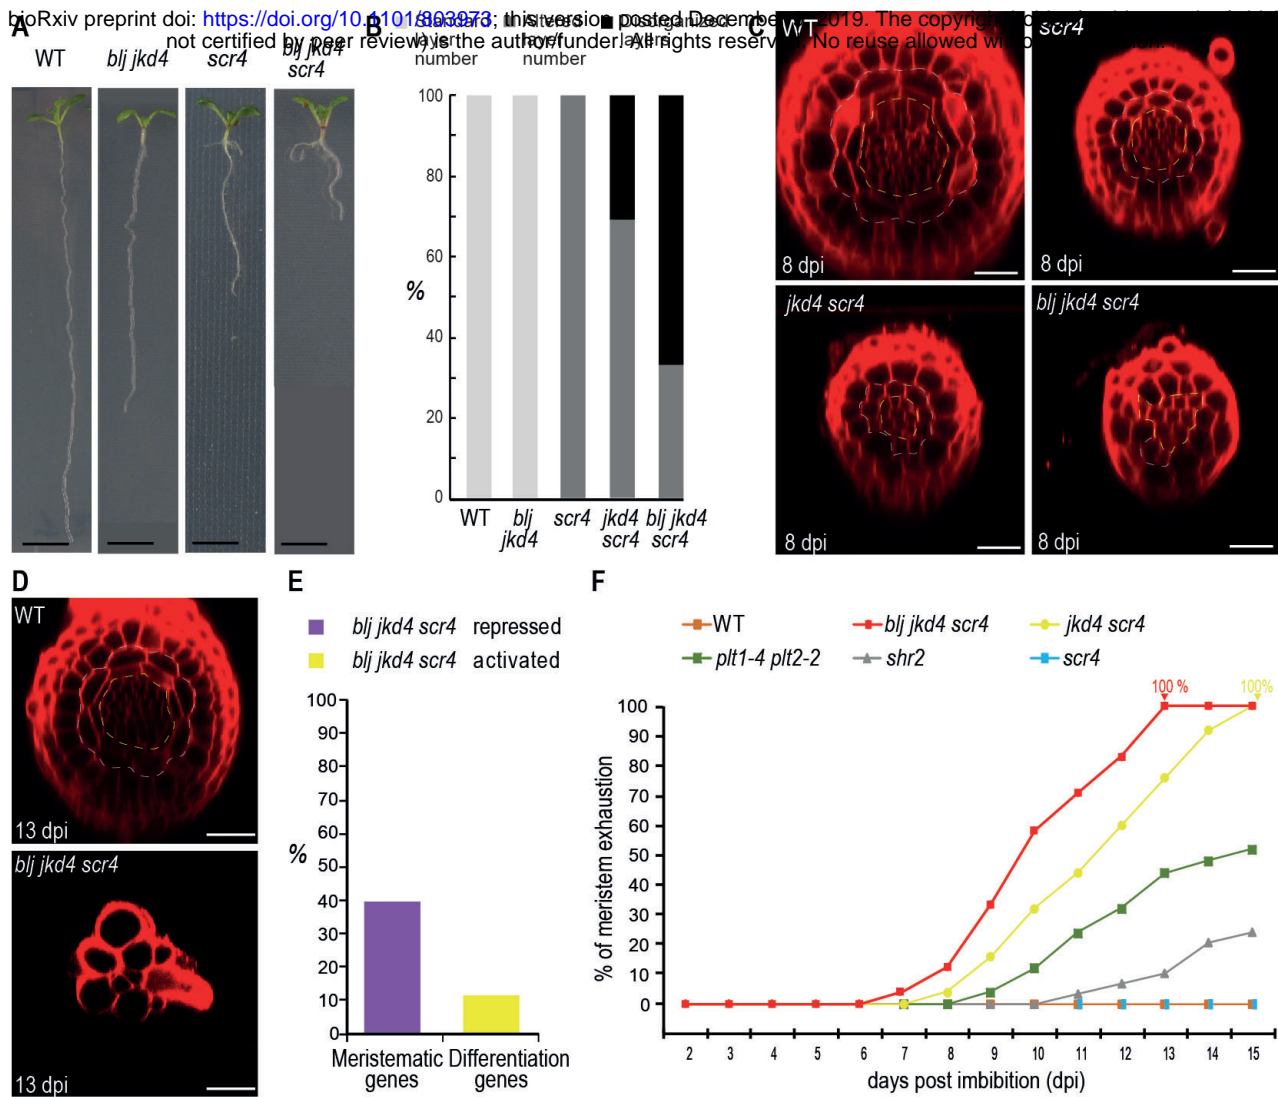 bioRxiv preprint doi: https://doi.org/10.1101/803973; this version posted December 2019. The copyright
not certified by peer review) is the author/funder. All rights reserved. No reuse allowed
A
WT
blj jkd4
scr4
blj jkd4
scr4
B
Standard
layer
number
Altered
layer
number
Disorganized
layers
100
80
60
%
40
20
0
WT
blj
jkd4
scr4
jkd4
scr4
blj jkd4
scr4
C
WT
8 dpi
scr4
8 dpi
jkd4 scr4
8 dpi
blj jkd4 scr4
8 dpi
D
WT
13 dpi
blj jkd4 scr4
13 dpi
E
blj jkd4 scr4 repressed
blj jkd4 scr4 activated
100
90
80
70
60
%
50
40
30
20
10
0
Meristematic
genes
Differentiation
genes
F
WT
blj jkd4 scr4
jkd4 scr4
plt1-4 plt2-2
shr2
scr4
100 %
100%
% of meristem exhaustion
100
90
80
70
60
50
40
30
20
10
0
2 3 4 5 6 7 8 9 10 11 12 13 14 15
days post imbibition (dpi)